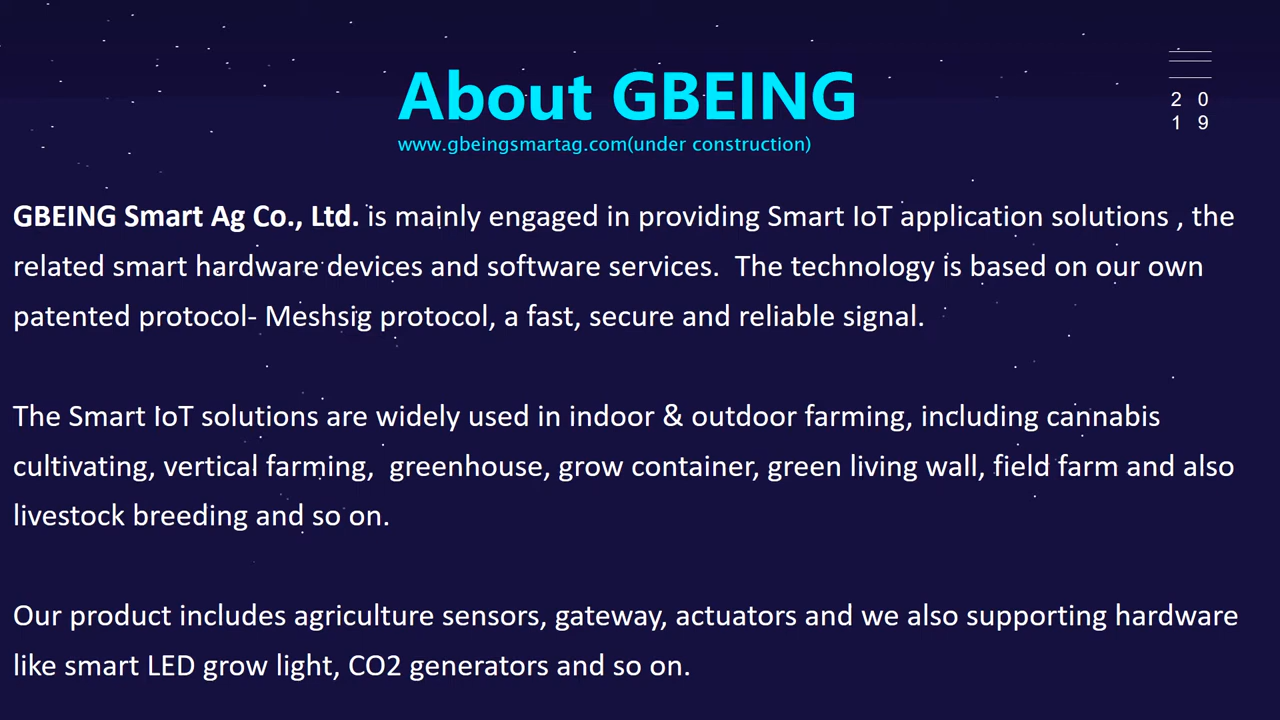 About GBEING
www.gbeingsmartag.com(under construction)
2 0
1 9
GBEING Smart Ag Co., Ltd. is mainly engaged in providing Smart IoT application solutions , the
related smart hardware devices and software services.  The technology is based on our own
patented protocol- Meshsig protocol, a fast, secure and reliable signal.
The Smart IoT solutions are widely used in indoor & outdoor farming, including cannabis
cultivating, vertical farming,  greenhouse, grow container, green living wall, field farm and also
livestock breeding and so on.
Our product includes agriculture sensors, gateway, actuators and we also supporting hardware
like smart LED grow light, CO2 generators and so on.